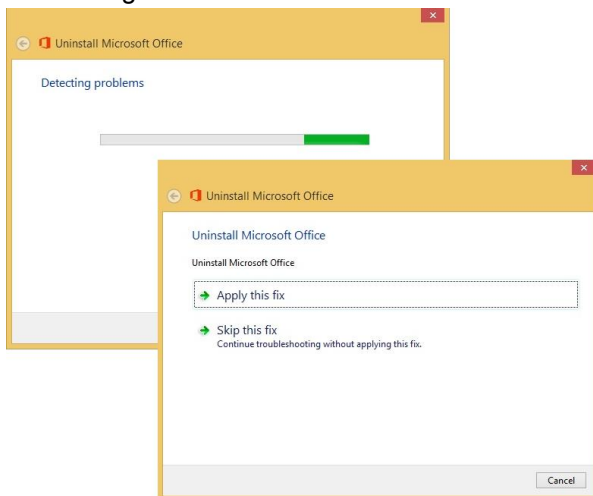 Uninstall Microsoft Office
Detecting problems
Uninstall Microsoft Office
Uninstall Microsoft Office
Uninstall Microsoft Office
Apply this fix
Skip this fix
Continue troubleshooting without applying this fix.
Cancel